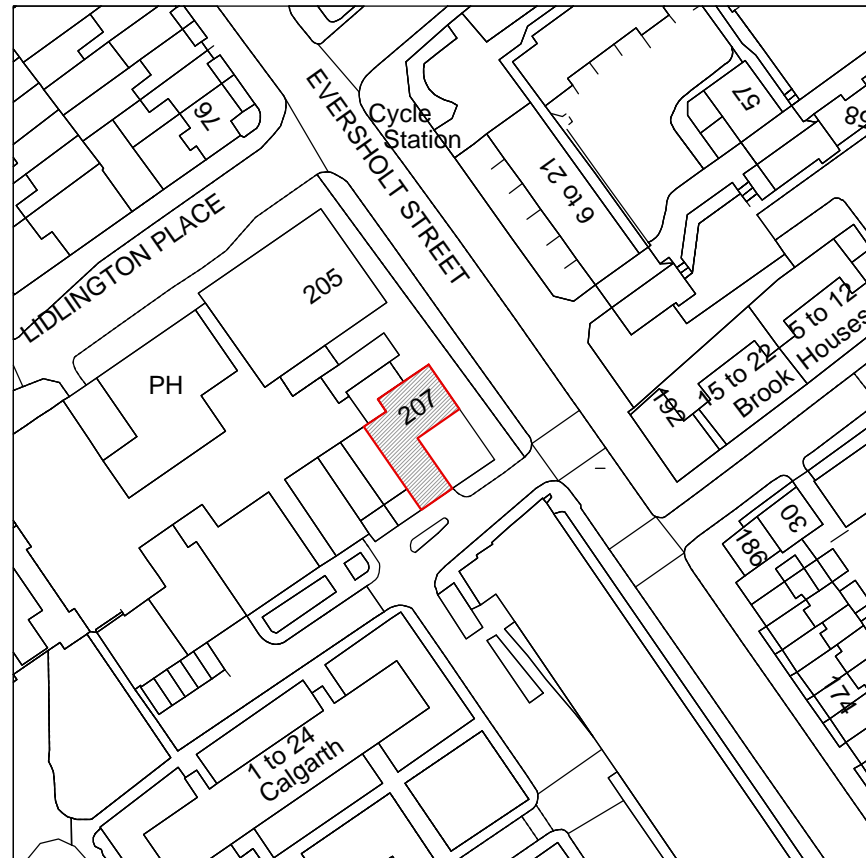 EVERSHOLT STREET
Cycle
Station
57
76
6 to 21
LIDLINGTON PLACE
205
PH
207
5 to 12
15 to 22
Brook Houses
192
30
186
174
1 to 24
Calgarth